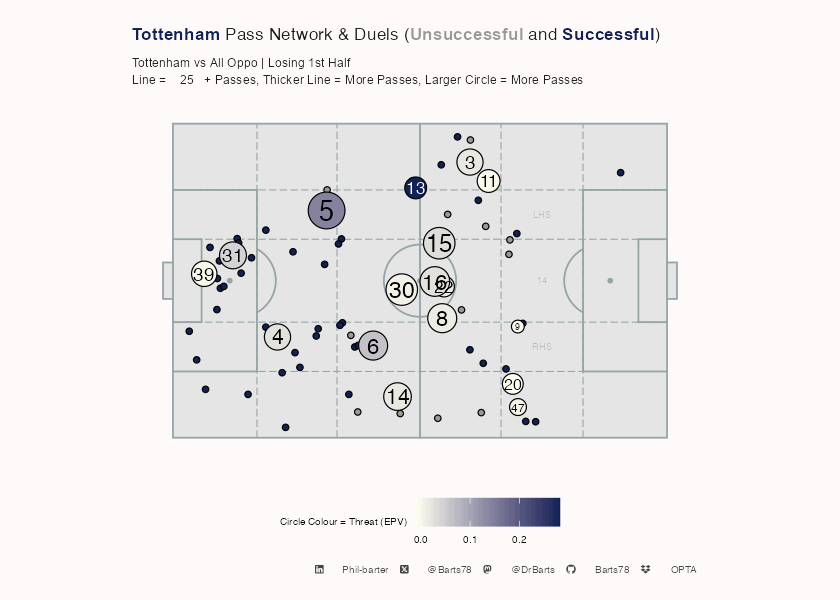 Tottenham Pass Network & Duels (Unsuccessful and Successful)
Tottenham vs All Oppo | Losing 1st Half
Line = 25 + Passes, Thicker Line = More Passes, Larger Circle = More Passes
3
11
13
5
LHS
15
31
39
16
22
14
30
8
9
4
6
RHS
20
14
47
Circle Colour = Threat (EPV)
0.0 0.1 0.2
Phil-barter @Barts78 @DrBarts Barts78 OPTA